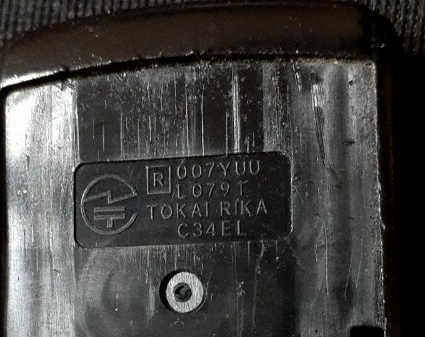 R 007YUU
L0791
TOKAI RIKA
C34EL